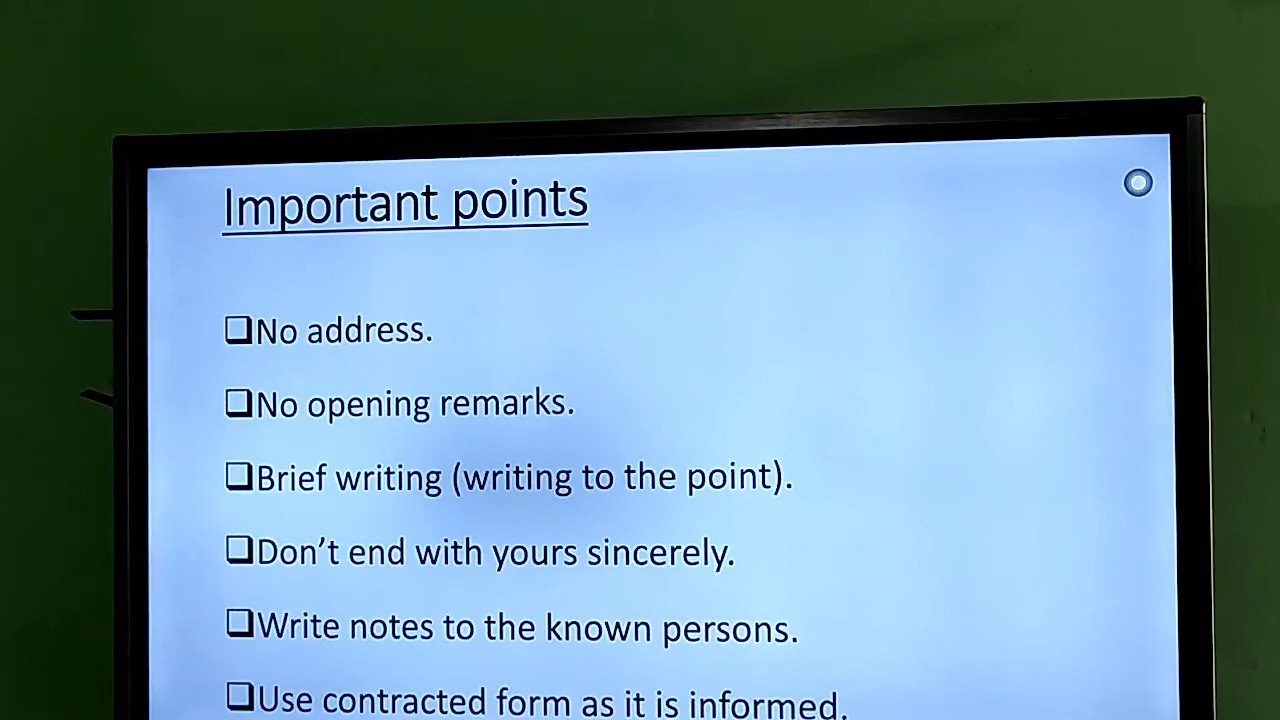 Important points
❑No address.
❑No opening remarks.
❑Brief writing (writing to the point).
❑Don’t end with yours sincerely.
❑Write notes to the known persons.
❑Use contracted form as it is informed.